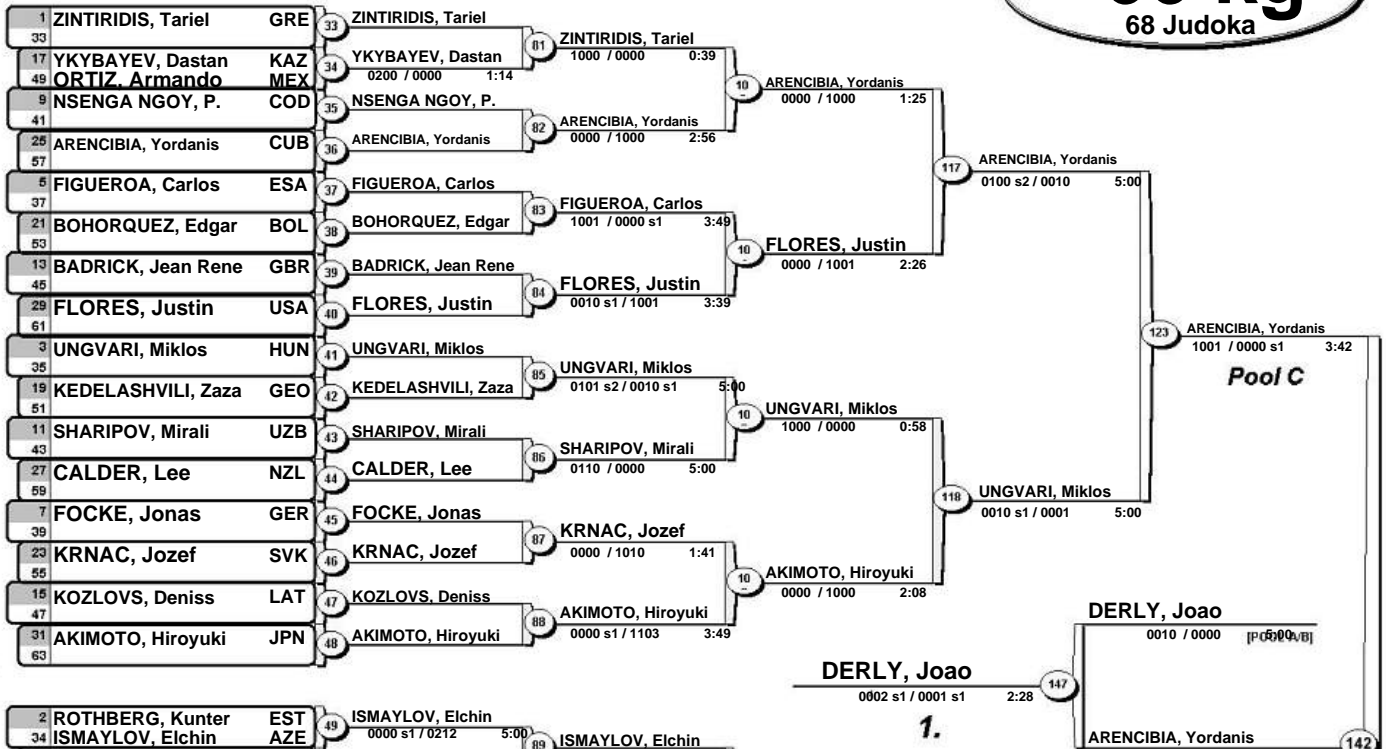 68 Judoka
1 ZINTIRIDIS, Tariel GRE
33
17 YKYBAYEV, Dastan KAZ
49 ORTIZ, Armando MEX
9 NSENGA NGOY, P. COD
41
25 ARENCIBIA, Yordanis CUB
57
5 FIGUEROA, Carlos ESA
37
21 BOHORQUEZ, Edgar BOL
53
13 BADRICK, Jean Rene GBR
45
29 FLORES, Justin USA
61
3 UNGVARI, Miklos HUN
35
19 KEDELASHVILI, Zaza GEO
51
11 SHARIPOV, Mirali UZB
43
27 CALDER, Lee NZL
59
7 FOCKE, Jonas GER
39
23 KRNAC, Jozef SVK
55
15 KOZLOVS, Deniss LAT
47
31 AKIMOTO, Hiroyuki JPN
63
2 ROTHBERG, Kunter EST
34 ISMAYLOV, Elchin AZE
33 ZINTIRIDIS, Tariel
34 YKYBAYEV, Dastan
0200 / 0000 1:14
35 NSENGA NGOY, P.
36 ARENCIBIA, Yordanis
37 FIGUEROA, Carlos
38 BOHORQUEZ, Edgar
39 BADRICK, Jean Rene
40 FLORES, Justin
41 UNGVARI, Miklos
42 KEDELASHVILI, Zaza
43 SHARIPOV, Mirali
44 CALDER, Lee
45 FOCKE, Jonas
46 KRNAC, Jozef
47 KOZLOVS, Deniss
48 AKIMOTO, Hiroyuki
49 ISMAYLOV, Elchin
0000 s1 / 0212 5:00
81 ZINTIRIDIS, Tariel
1000 / 0000 0:39
82 ARENCIBIA, Yordanis
0000 / 1000 2:56
83 FIGUEROA, Carlos
1001 / 0000 s1 3:49
84 FLORES, Justin
0010 s1 / 1001 3:39
85 UNGVARI, Miklos
0101 s2 / 0010 s1 5:00
86 SHARIPOV, Mirali
0110 / 0000 5:00
87 KRNAC, Jozef
0000 / 1010 1:41
88 AKIMOTO, Hiroyuki
0000 s1 / 1103 3:49
89 ISMAYLOV, Elchin
10 ARENCIBIA, Yordanis
0000 / 1000 1:25
10 FLORES, Justin
0000 / 1001 2:26
10 UNGVARI, Miklos
1000 / 0000 0:58
10 AKIMOTO, Hiroyuki
0000 / 1000 2:08
117 ARENCIBIA, Yordanis
0100 s2 / 0010 5:00
118 UNGVARI, Miklos
0010 s1 / 0001 5:00
123 ARENCIBIA, Yordanis
1001 / 0000 s1 3:42
Pool C
DERLY, Joao
0010 / 0000 5:00
DERLY, Joao 147
0002 s1 / 0001 s1 2:28
1.
ARENCIBIA, Yordanis 142